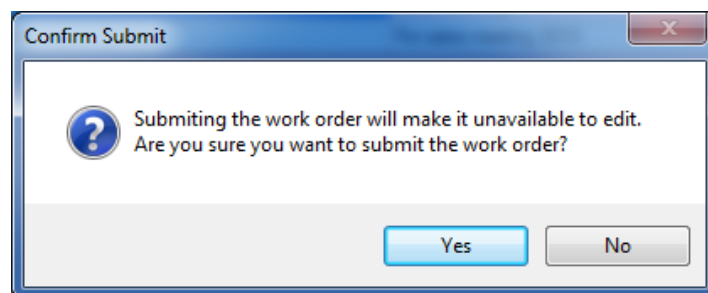 Confirm Submit
Submiting the work order will make it unavailable to edit.
Are you sure you want to submit the work order?
Yes
No